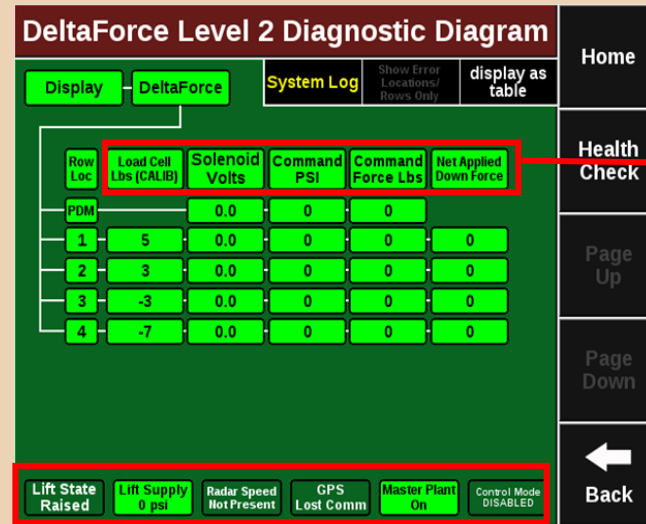 DeltaForce Level 2 Diagnostic Diagram
Home
Display
DeltaForce
System Log
Show Error
Locations/
Rows Only
display as
table
Health
Check
Row
Loc
Load Cell
Lbs (CALIB)
Solenoid
Volts
Command
PSI
Command
Force Lbs
Net Applied
Down Force
PDM 0.0 0 0
1 5 0.0 0 0 0
2 3 0.0 0 0 0
3 -3 0.0 0 0 0
4 -7 0.0 0 0 0
Page
Up
Page
Down
Lift State
Raised
Lift Supply
0 psi
Radar Speed
Not Present
GPS
Lost Comm
Master Plant
On
Control Mode
DISABLED
Back